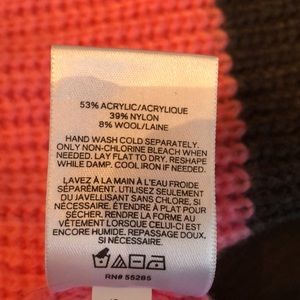 53% ACRYLIC/ACRYLIQUE
39% NYLON
8% WOOL/LAINE
HAND WASH COLD SEPARATELY.
ONLY NON-CHLORINE BLEACH WHEN
NEEDED. LAY FLAT TO DRY. RESHAPE
WHILE DAMP. COOL IRON IF NEEDED.
LAVEZ À LA MAIN À L'EAU FROIDE
SÉPARÉMENT. UTILISEZ SEULEMENT
DU JAVELLISANT SANS CHLORE, SI
NÉCESSAIRE. ÉTENDRE À PLAT POUR
SÉCHER. RENDRE LA FORME AU
VÊTEMENT LORSQUE CELUI-CI EST
ENCORE HUMIDE. REPASSAGE DOUX,
SI NÉCESSAIRE.
RN# 55285